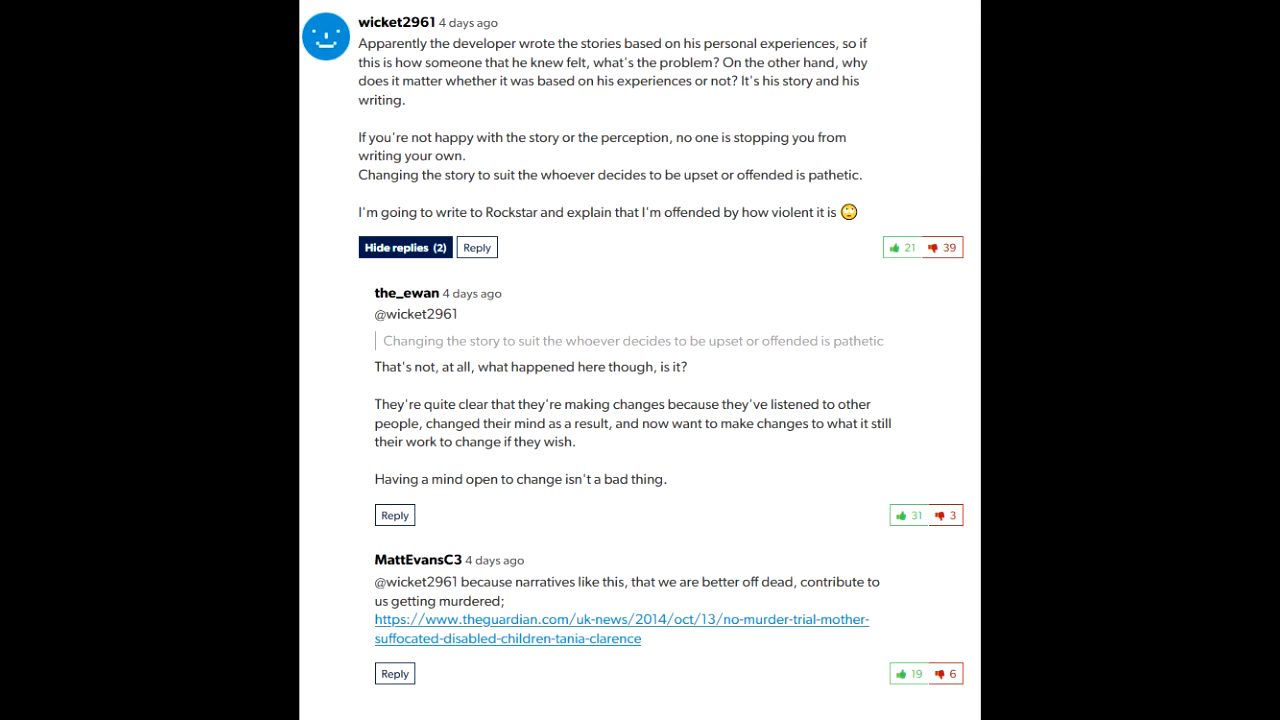 wicket2961 4 days ago
Apparently the developer wrote the stories based on his personal experiences, so if
this is how someone that he knew felt, what's the problem? On the other hand, why
does it matter whether it was based on his experiences or not? It's his story and his
writing.
If you're not happy with the story or the perception, no one is stopping you from
writing your own.
Changing the story to suit the whoever decides to be upset or offended is pathetic.
I'm going to write to Rockstar and explain that I'm offended by how violent it is 🙄
Hide replies (2) Reply 21 39
the_ewan 4 days ago
@wicket2961
Changing the story to suit the whoever decides to be upset or offended is pathetic
That's not, at all, what happened here though, is it?
They're quite clear that they're making changes because they've listened to other
people, changed their mind as a result, and now want to make changes to what it still
their work to change if they wish.
Having a mind open to change isn't a bad thing.
Reply 31 3
MattEvansC3 4 days ago
@wicket2961 because narratives like this, that we are better off dead, contribute to
us getting murdered;
https://www.theguardian.com/uk-news/2014/oct/13/no-murder-trial-mother-
suffocated-disabled-children-tania-clarence
Reply 19 6